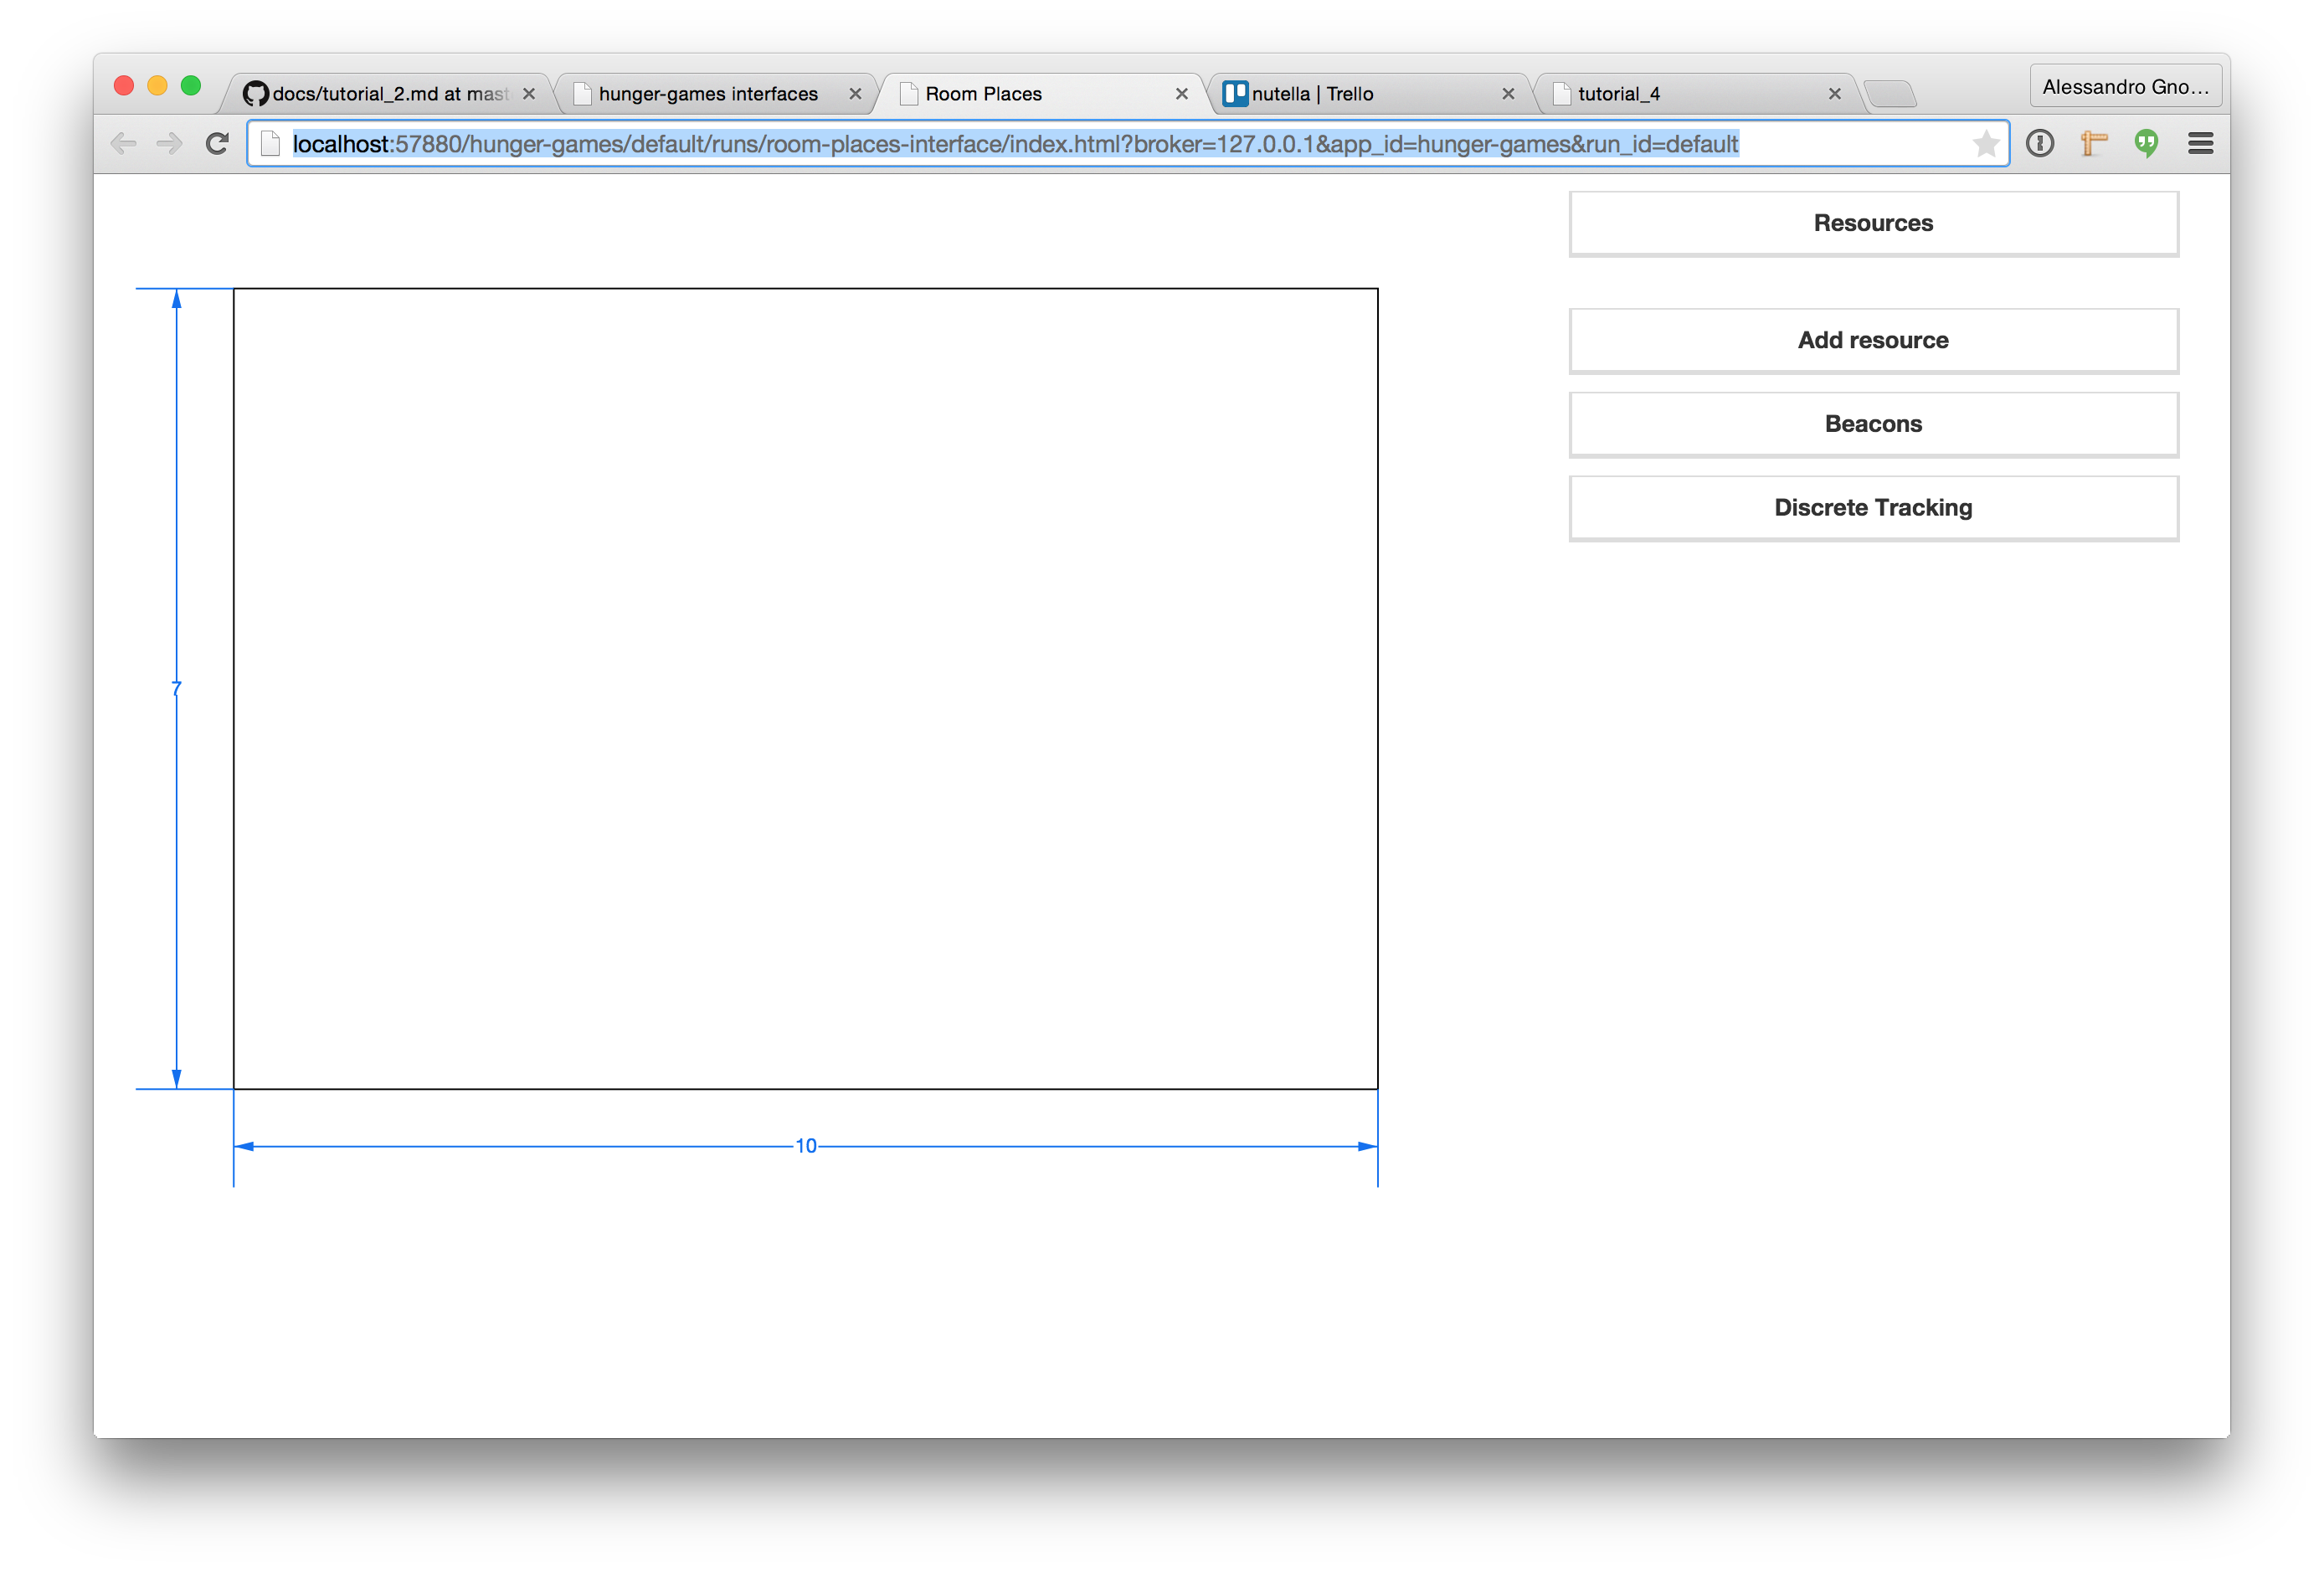 docs/tutorial_2.md at mast
hunger-games interfaces
Room Places
nutella | Trello
tutorial_4
Alessandro Gno...
localhost:57880/hunger-games/default/runs/room-places-interface/index.html?broker=127.0.0.1&app_id=hunger-games&run_id=default
Resources
Add resource
Beacons
Discrete Tracking
7
10